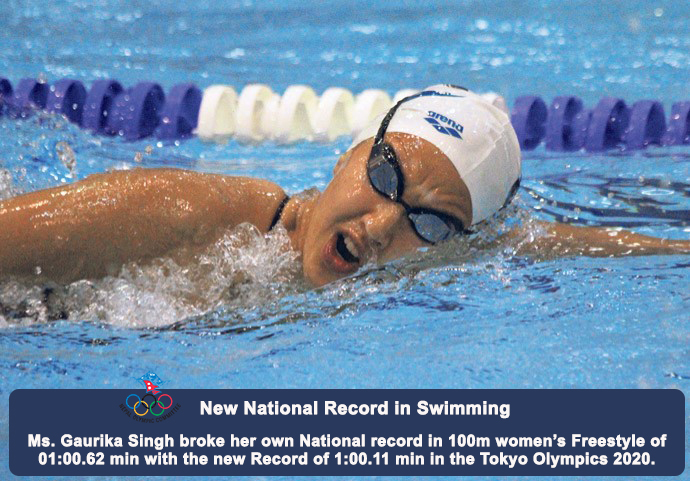 New National Record in Swimming
Ms. Gaurika Singh broke her own National record in 100m women's Freestyle of
01:00.62 min with the new Record of 1:00.11 min in the Tokyo Olympics 2020.